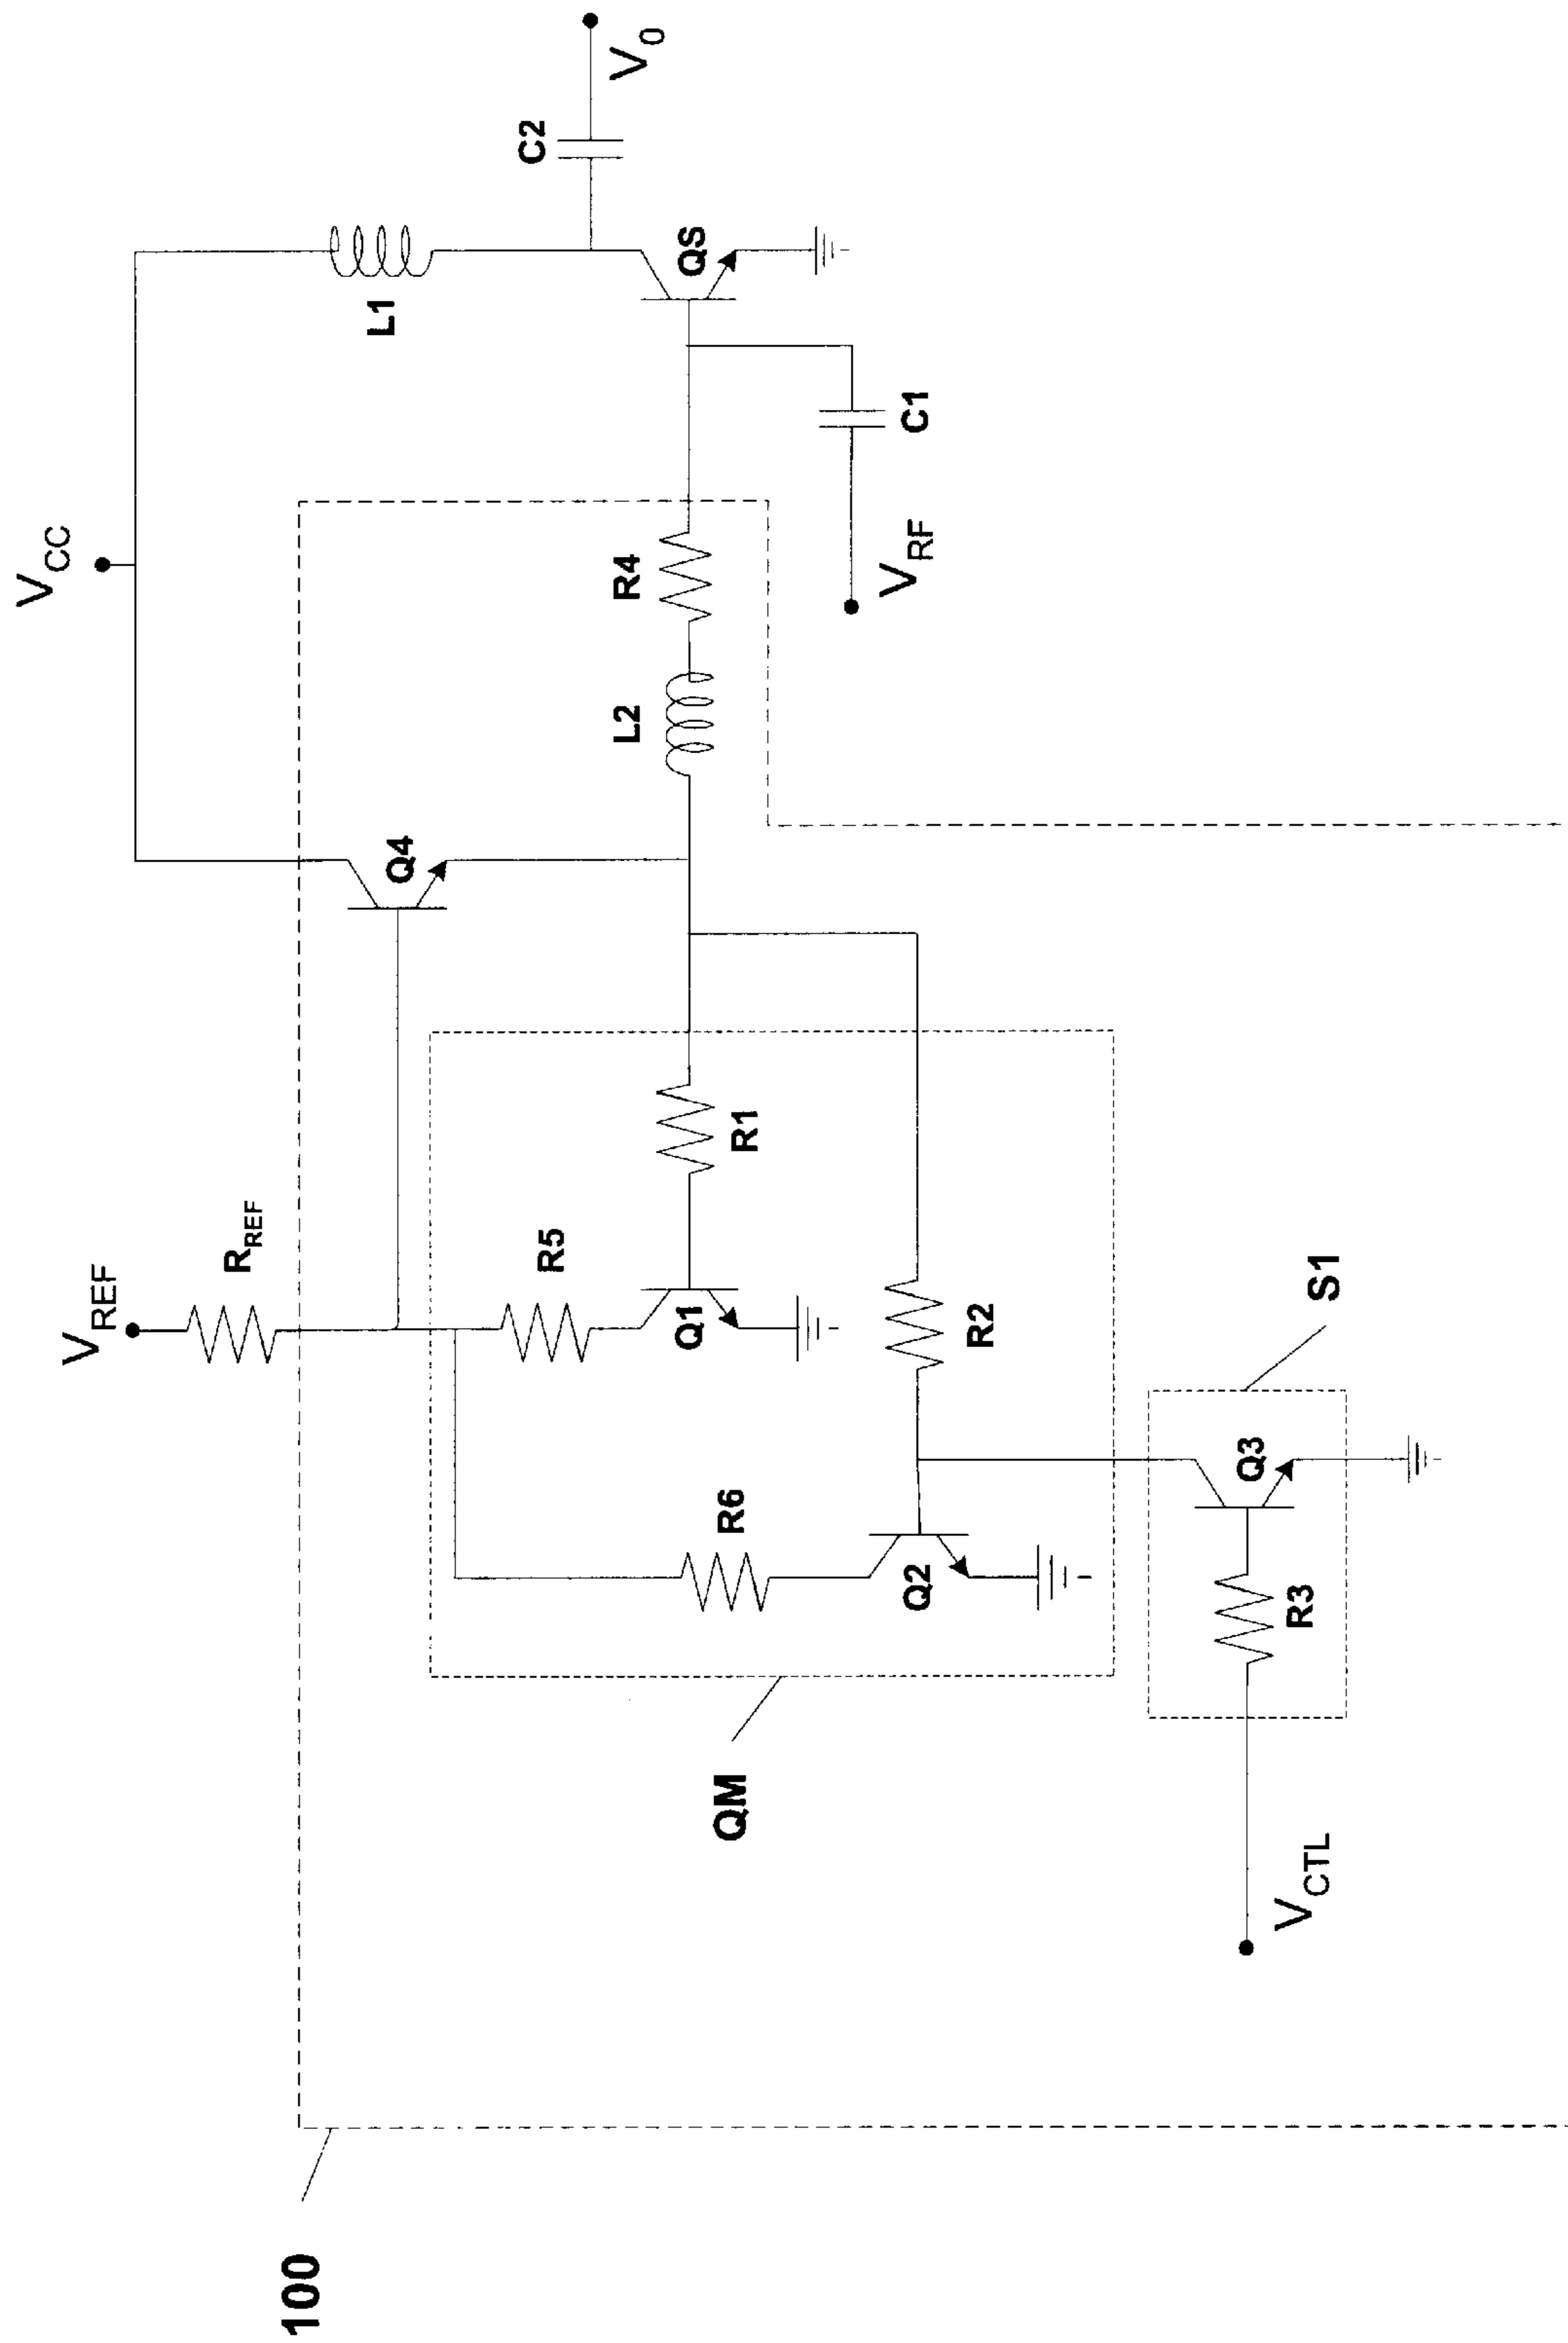 V0
C2
L1
QS
VCC
C1
R4
VRF
L2
Q4
R1
RREF
R5
VREF
Q1
R2
S1
Q3
R6
Q2
R3
QM
VCTL
100